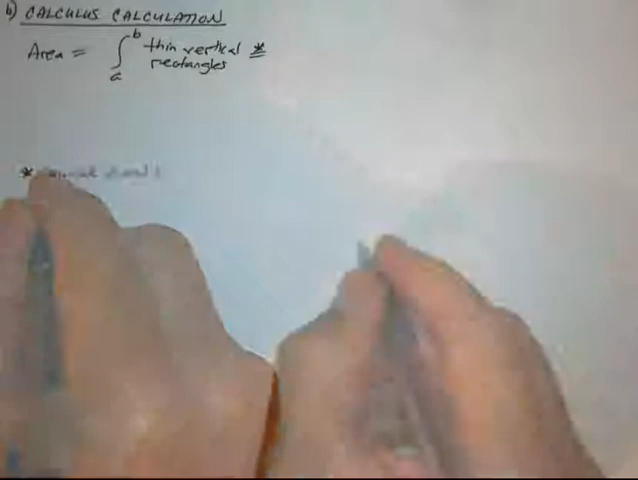 b) CALCULUS CALCULATION
Area = ∫ₐᵇ thin vertical *
rectangles
*